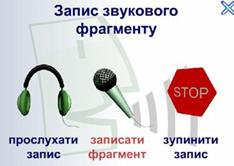 Запис звукового
фрагменту
STOP
прослухати записати зупинити
запис фрагмент запис